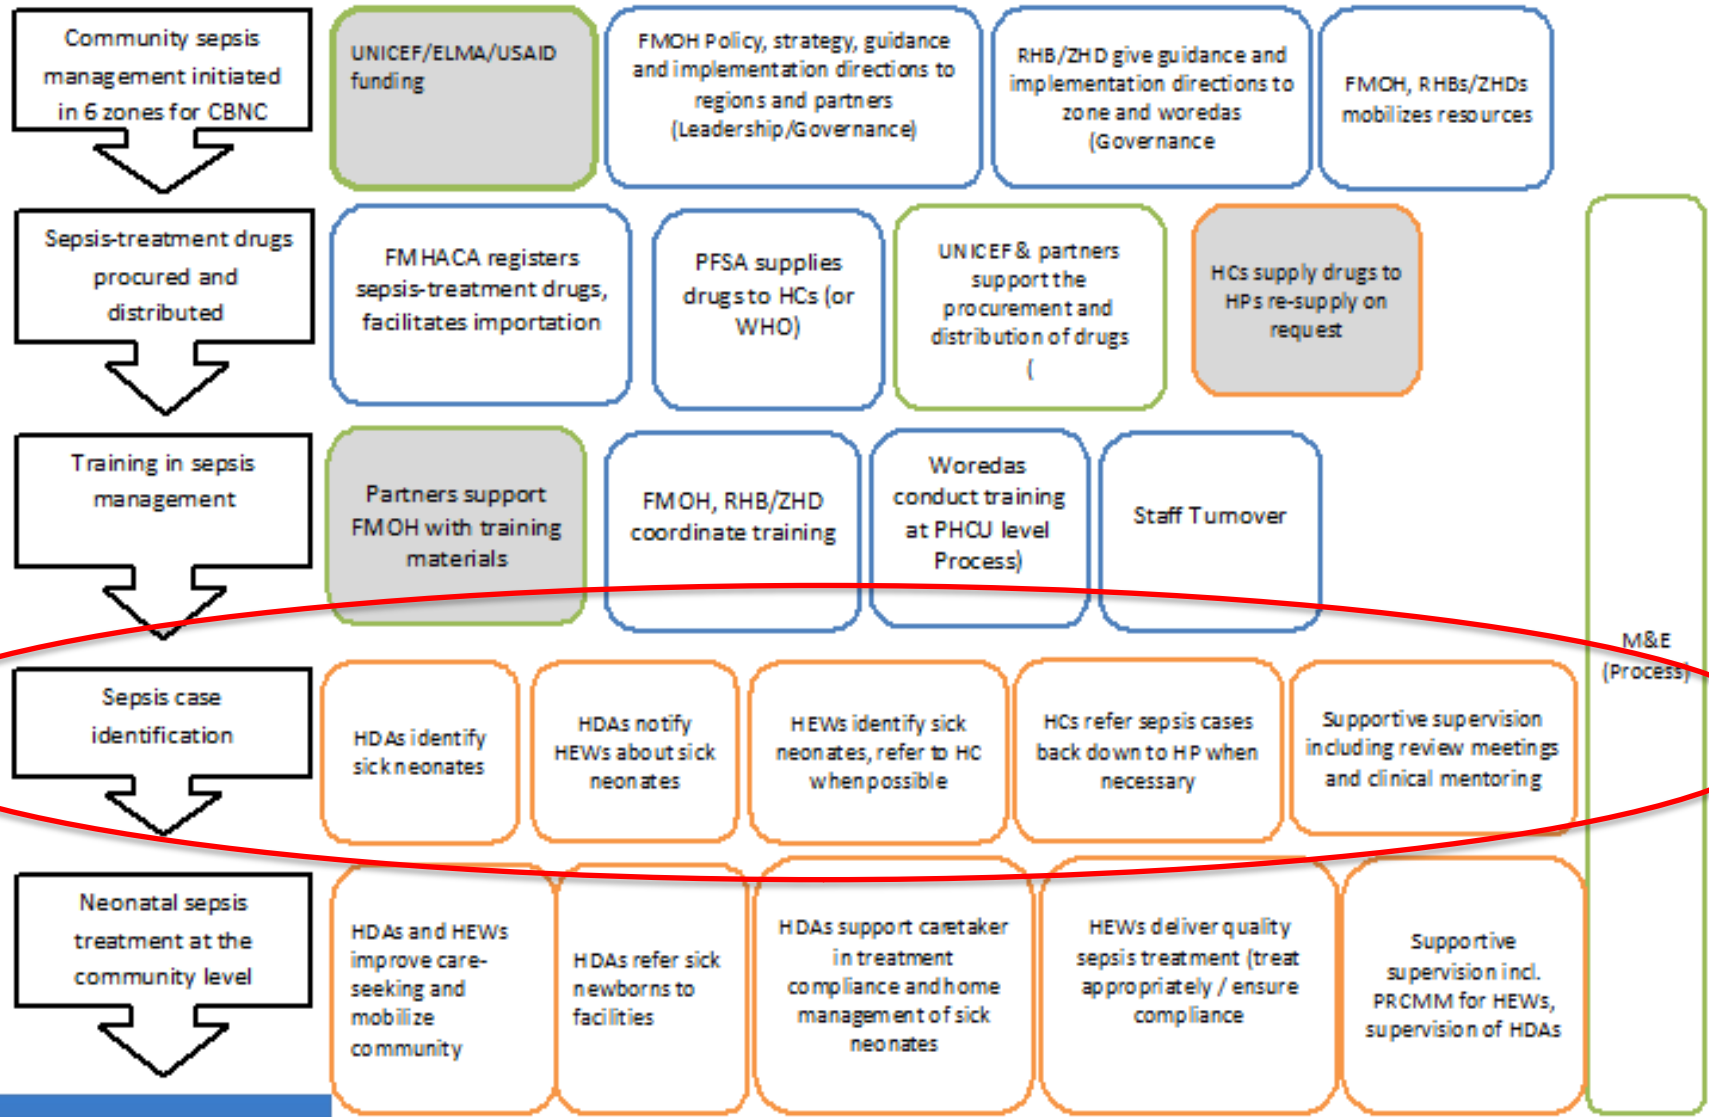 Community sepsis
management initiated
in 6 zones for CBNC
UNICEF/ELMA/USAID
funding
FMOH Policy, strategy, guidance
and implementation directions to
regions and partners
(Leadership/Governance)
RHB/ZHD give guidance and
implementation directions to
zone and woredas
(Governance
FMOH, RHBs/ZHDs
mobilizes resources
Sepsis-treatment drugs
procured and
distributed
FMHACA registers
sepsis-treatment drugs,
facilitates importation
PFSA supplies
drugs to HCs (or
WHO)
UNICEF & partners
support the
procurement and
distribution of drugs
(
HCs supply drugs to
HPs re-supply on
request
Training in sepsis
management
Partners support
FMOH with training
materials
FMOH, RHB/ZHD
coordinate training
Woredas
conduct training
at PHCU level
Process)
Staff Turnover
M&E
(Process)
Sepsis case
identification
HDAs identify
sick neonates
HDAs notify
HEWs about sick
neonates
HEWs identify sick
neonates, refer to HC
when possible
HCs refer sepsis cases
back down to HP when
necessary
Supportive supervision
including review meetings
and clinical mentoring
Neonatal sepsis
treatment at the
community level
HDAs and HEWs
improve care-
seeking and
mobilize
community
HDAs refer sick
newborns to
facilities
HDAs support caretaker
in treatment
compliance and home
management of sick
neonates
HEWs deliver quality
sepsis treatment (treat
appropriately / ensure
compliance
Supportive
supervision incl.
PRCMM for HEWs,
supervision of HDAs